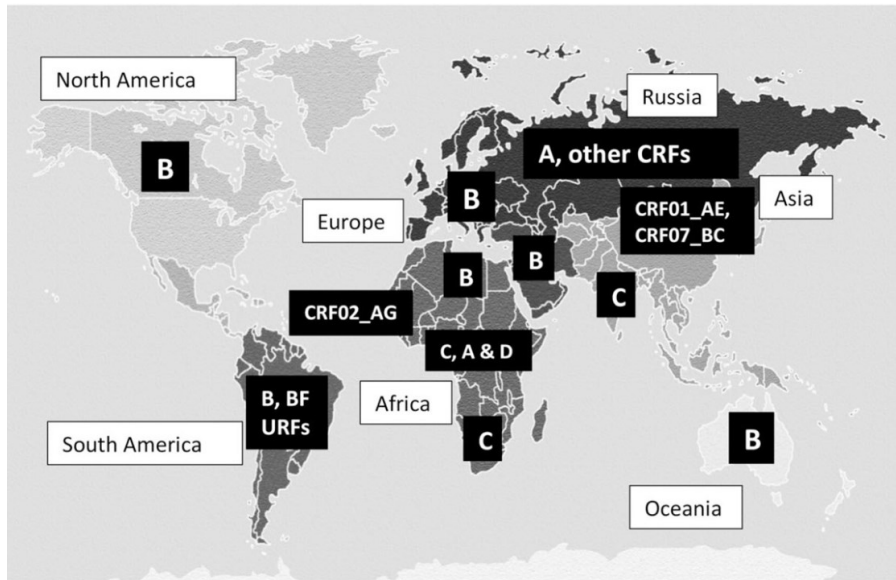 North America
Russia
B
A, other CRFs
Europe
B
Asia
CRF01_AE,
CRF07_BC
B
B
C
CRF02_AG
C, A & D
B, BF
URFs
Africa
South America
C
B
Oceania